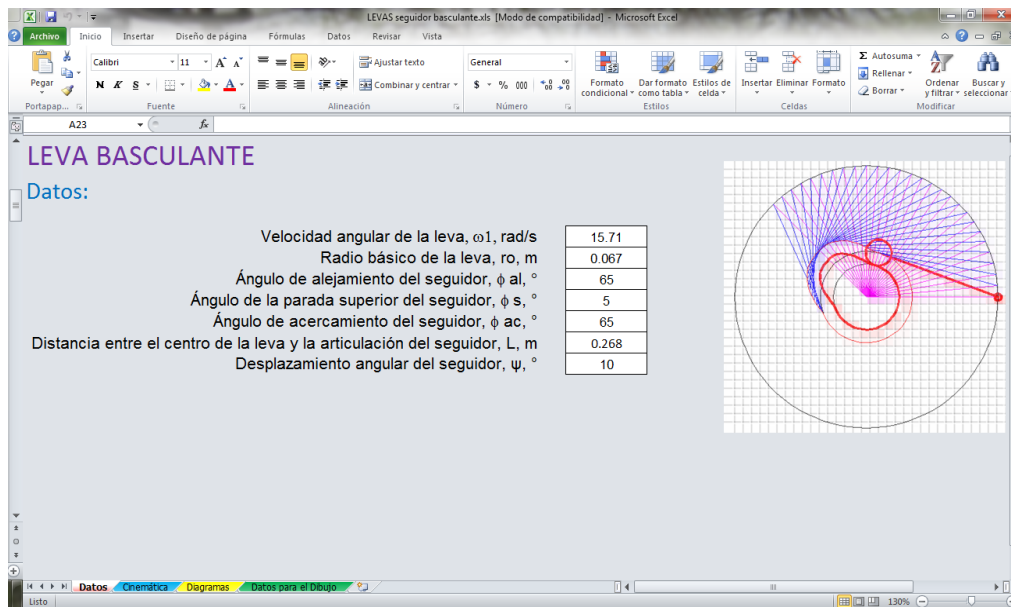 LEVAS seguidor basculante.xls [Modo de compatibilidad] - Microsoft Excel
Archivo Inicio Insertar Diseño de página Fórmulas Datos Revisar Vista
Calibri 11 Ajustar texto General Σ Autosuma
Rellenar
Pegar N K S Combinar y centrar $ % 000 Formato condicional Dar formato como tabla Estilos de celda Insertar Eliminar Formato Borrar Ordenar y filtrar Buscar y seleccionar
Portapap... Fuente Alineación Número Estilos Celdas Modificar
A23 fx
LEVA BASCULANTE
Datos:
Velocidad angular de la leva, ω1, rad/s 15.71
Radio básico de la leva, ro, m 0.067
Ángulo de alejamiento del seguidor, ϕ al, ° 65
Ángulo de la parada superior del seguidor, ϕ s, ° 5
Ángulo de acercamiento del seguidor, ϕ ac, ° 65
Distancia entre el centro de la leva y la articulación del seguidor, L, m 0.268
Desplazamiento angular del seguidor, ψ, ° 10
Datos Cinemática Diagramas Datos para el Dibujo
Listo 130%